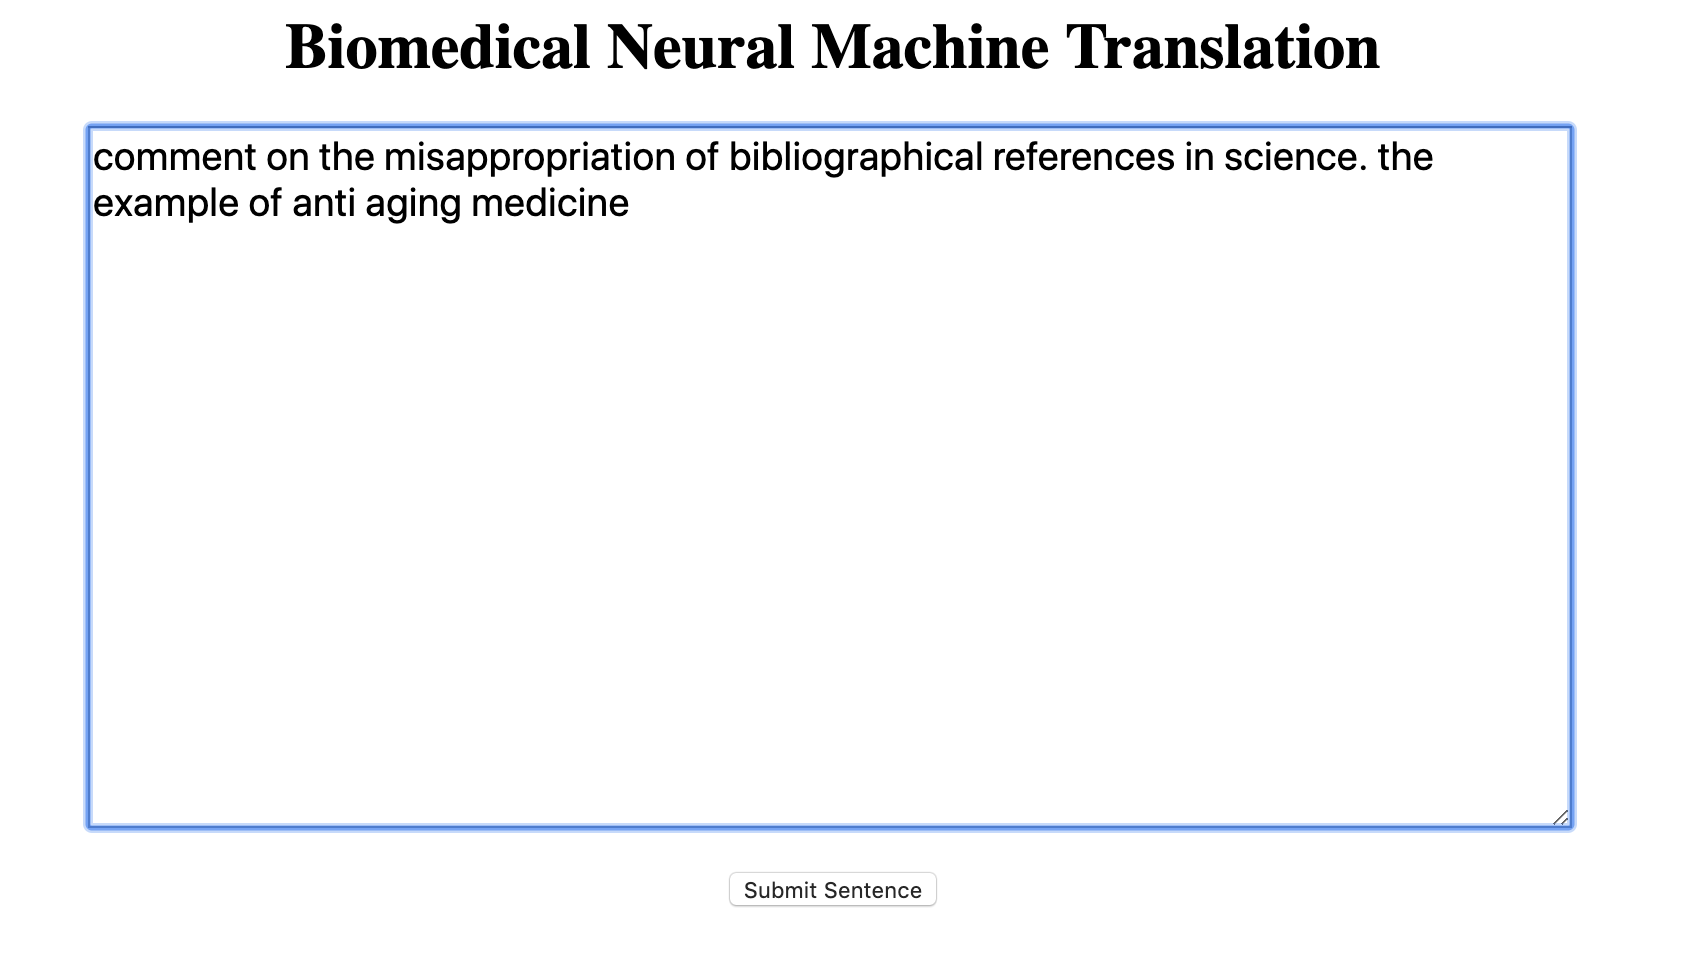 Biomedical Neural Machine Translation
comment on the misappropriation of bibliographical references in science. the
example of anti aging medicine
Submit Sentence